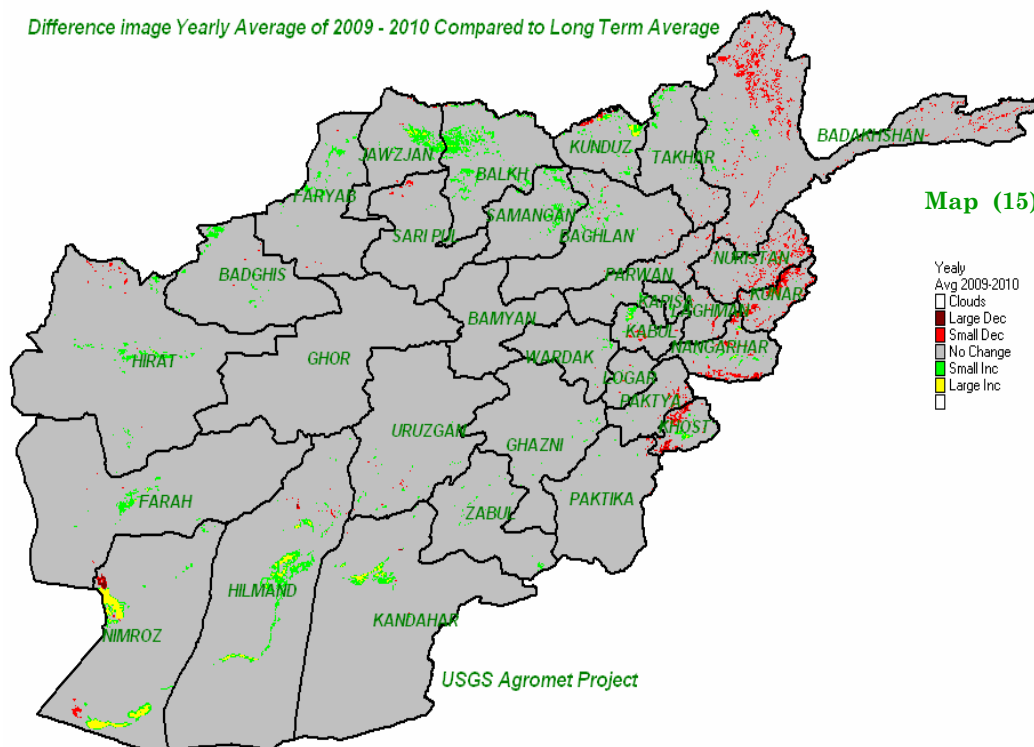 Difference image Yearly Average of 2009 - 2010 Compared to Long Term Average
BADAKHSHAN
KUNDUZ
TAKHAR
JAWZJAN
BALKH
FARYAB
SAMANGAN
Map (15)
SARI PUL
BAGHLAN
NURISTAN
BADGHIS
PARWAN
Yealy
Avg 2009-2010
Clouds
Large Dec
Small Dec
No Change
Small Inc
Large Inc
KAPISA
KUNAR
LAGHMAN
BAMYAN
KABUL
HIRAT
GHOR
WARDAK
NANGARHAR
LOGAR
PAKTYA
KHOST
URUZGAN
GHAZNI
FARAH
ZABUL
PAKTIKA
HILMAND
KANDAHAR
NIMROZ
USGS Agromet Project